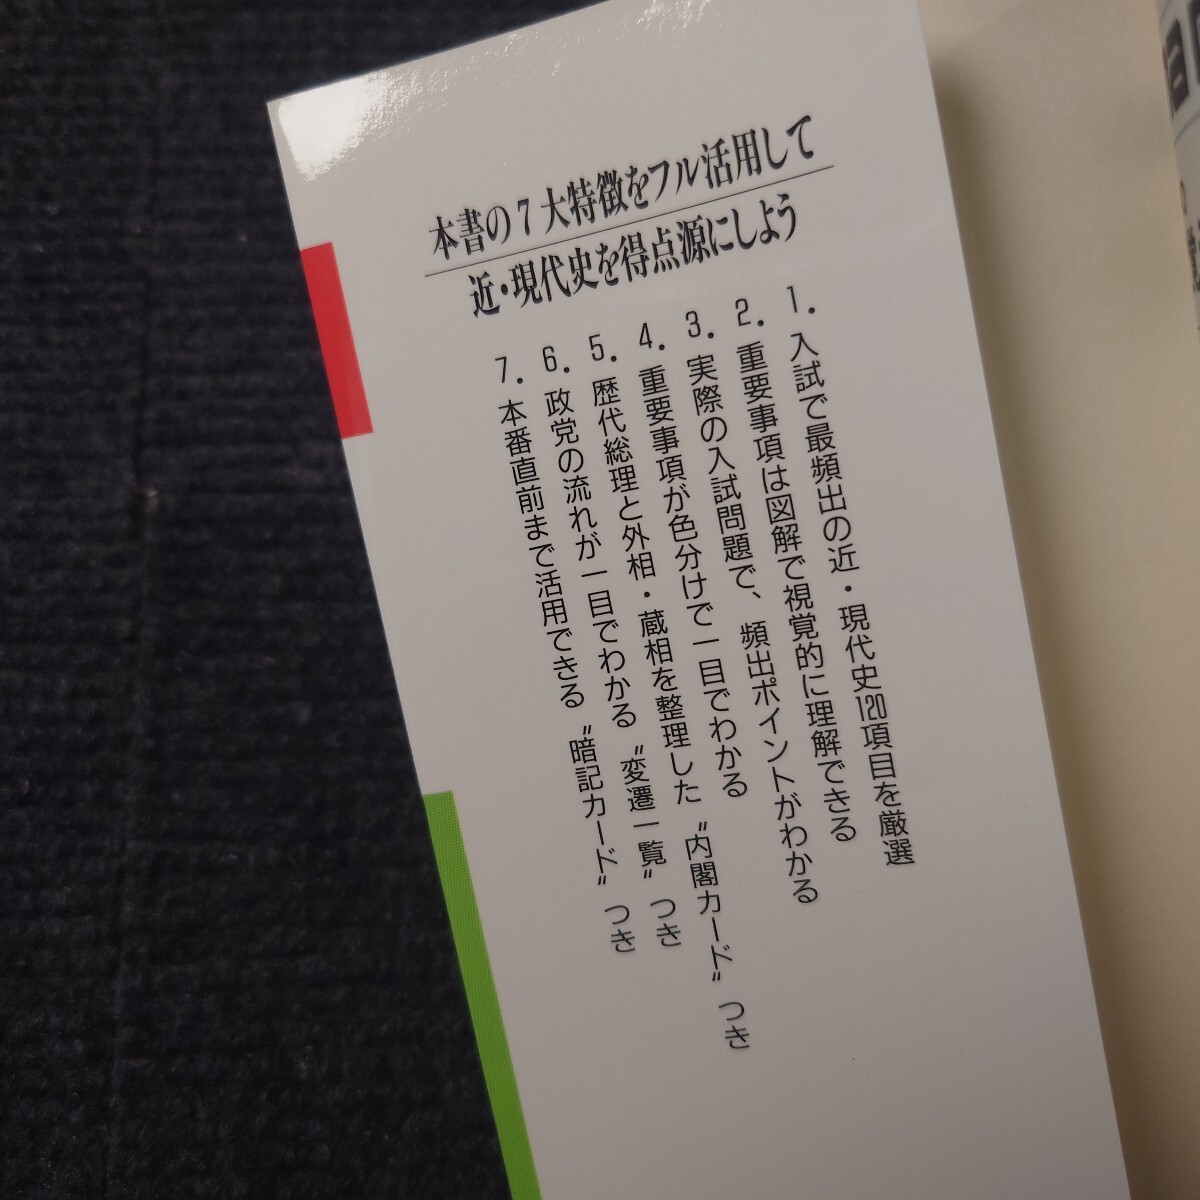 本書の7大特徴をフル活用して
近・現代史を得点源にしよう
1. 入試で最頻出の近・現代史120項目を厳選
2. 重要事項は図解で視覚的に理解できる
3. 実際の入試問題で、頻出ポイントがわかる
4. 重要事項が色分けで一目でわかる
5. 歴代総理と外相・蔵相を整理した〝内閣カード〟つき
6. 政党の流れが一目でわかる〝変遷一覧〟つき
7. 本番直前まで活用できる〝暗記カード〟つき